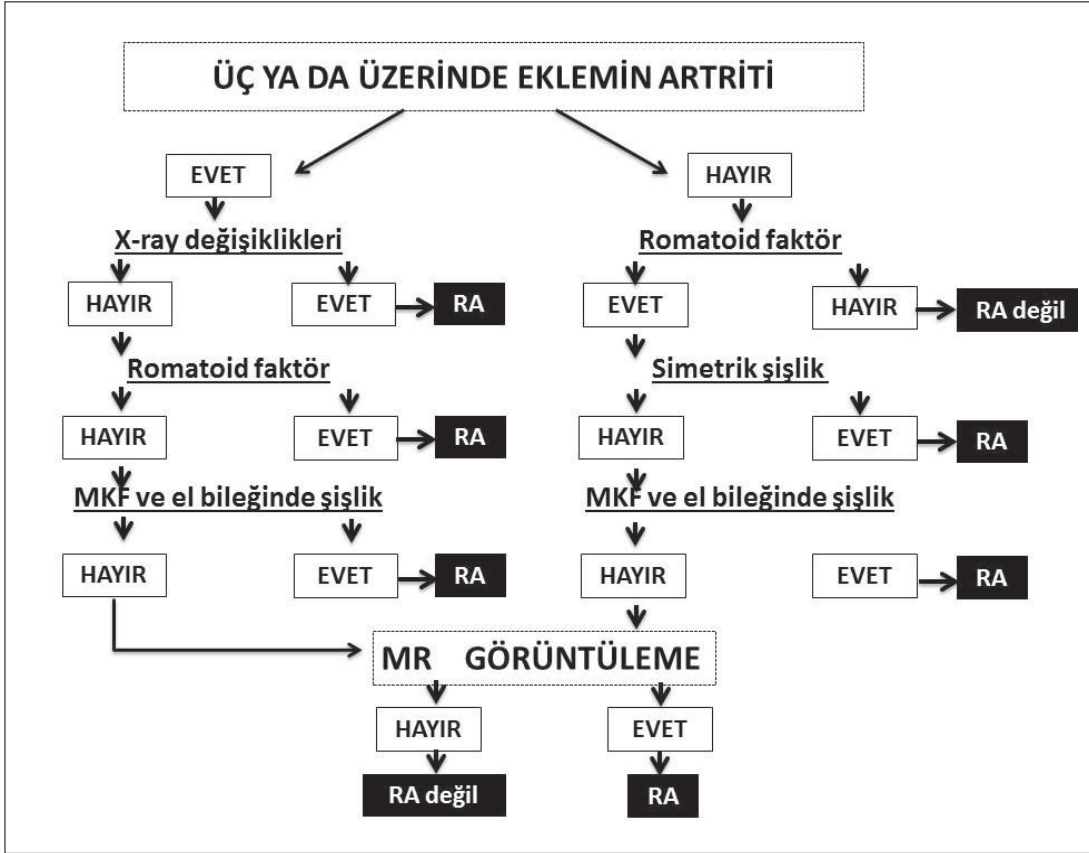 ÜÇ YA DA ÜZERİNDE EKLEMİN ARTRİTİ
EVET
HAYIR
X-ray değişiklikleri
Romatoid faktör
HAYIR
EVET
RA
EVET
HAYIR
RA değil
Romatoid faktör
Simetrik şişlik
HAYIR
EVET
RA
HAYIR
EVET
RA
MKF ve el bileğinde şişlik
MKF ve el bileğinde şişlik
HAYIR
EVET
RA
HAYIR
EVET
RA
MR GÖRÜNTÜLEME
HAYIR
EVET
RA değil
RA